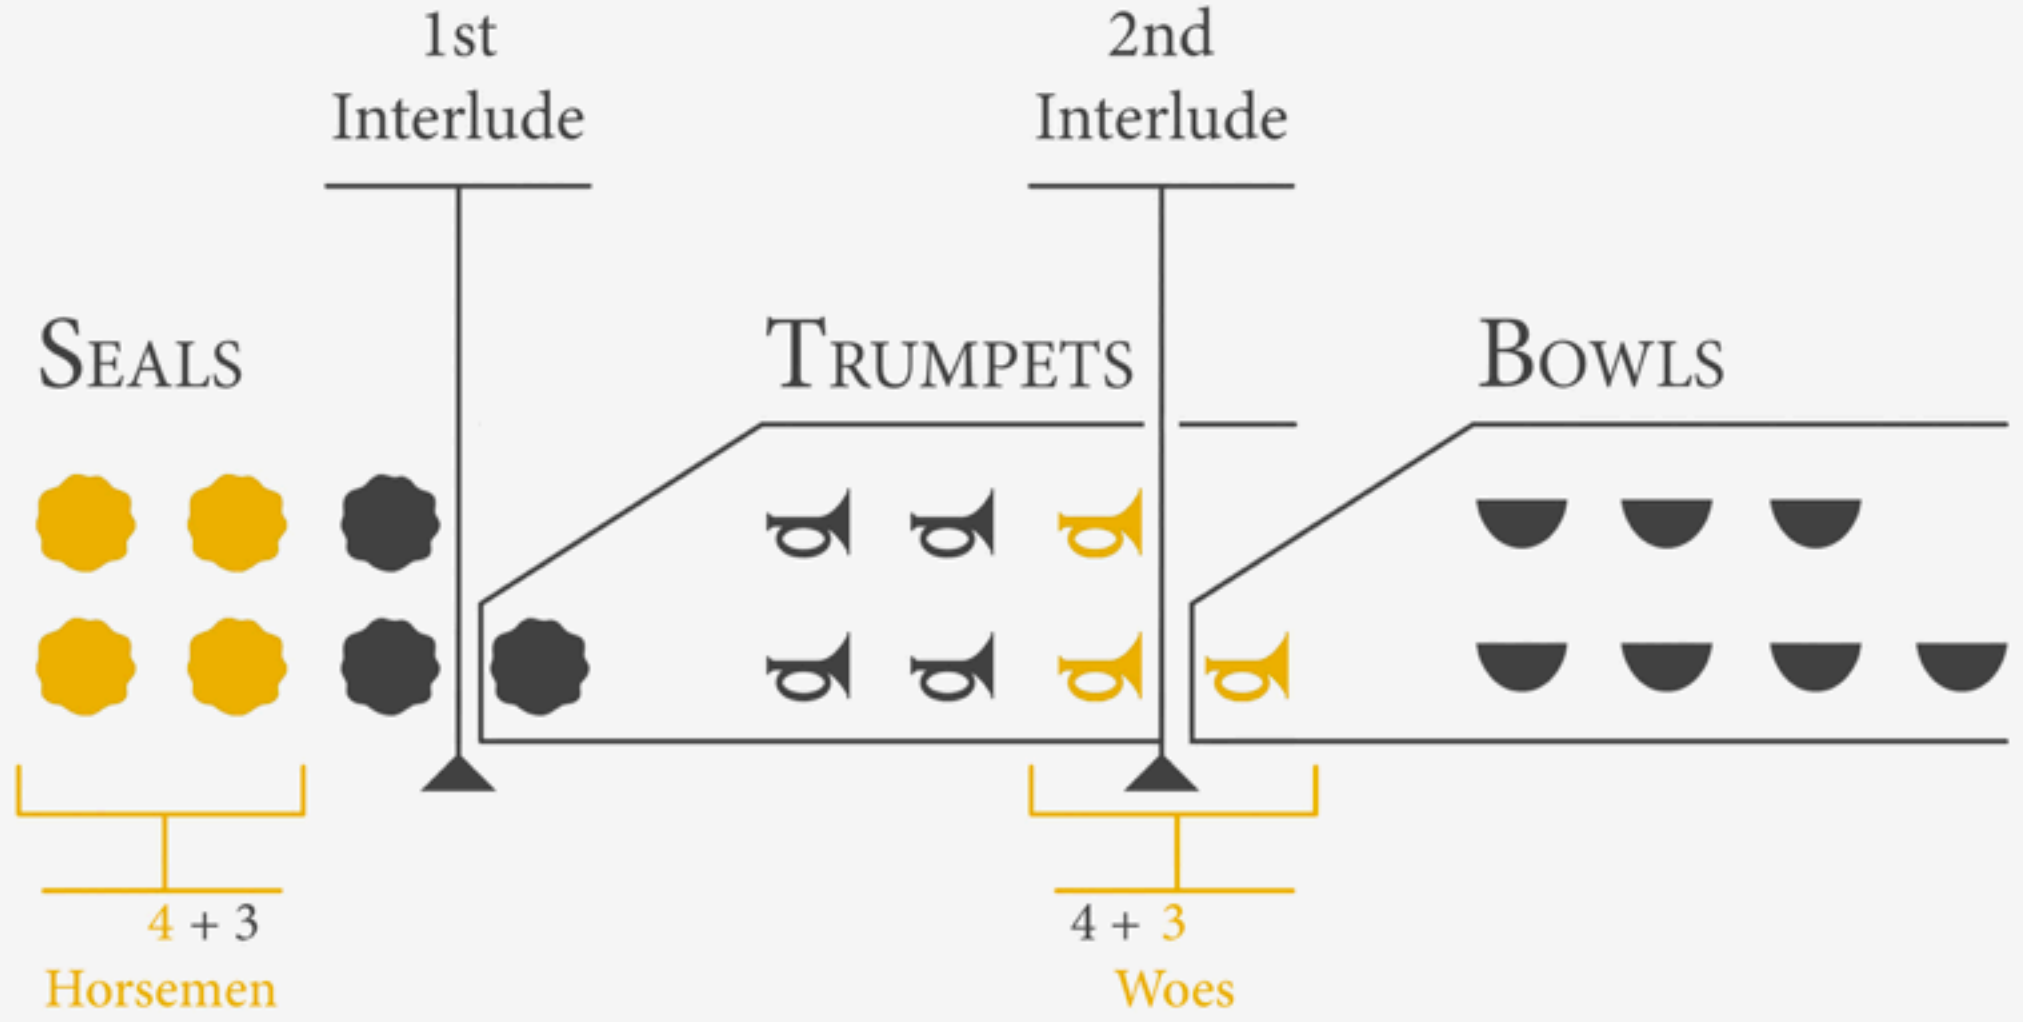 1st
Interlude
2nd
Interlude
SEALS
TRUMPETS
BOWLS
4 + 3
Horsemen
4 + 3
Woes